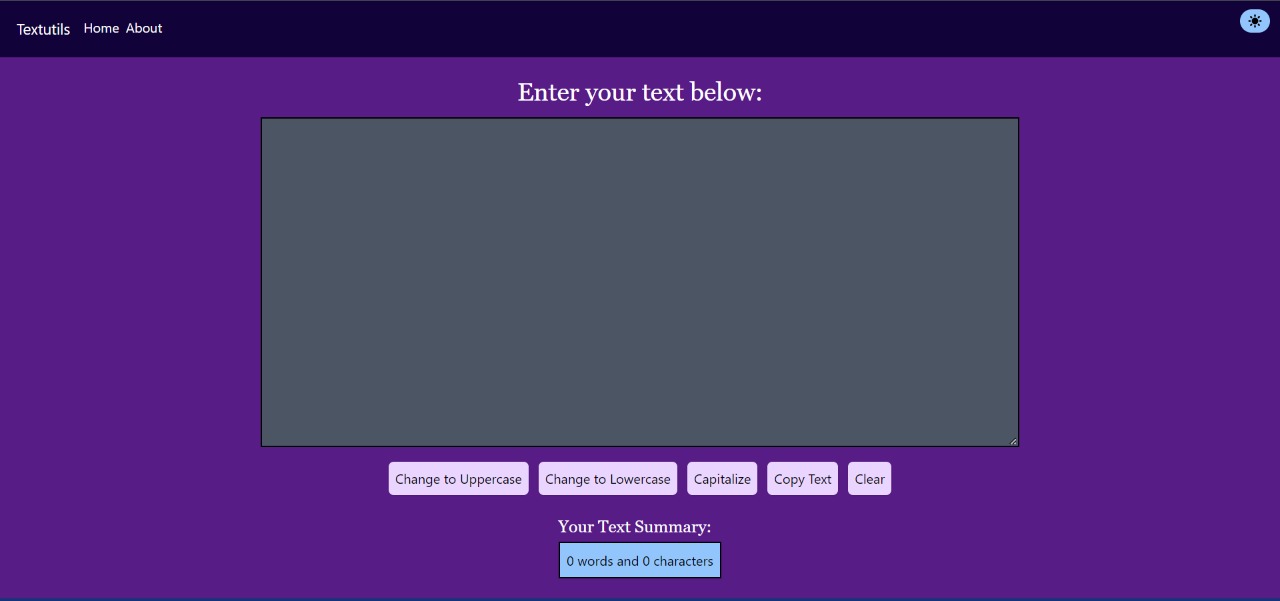 Textutils Home About
Enter your text below:
Change to Uppercase Change to Lowercase Capitalize Copy Text Clear
Your Text Summary:
0 words and 0 characters